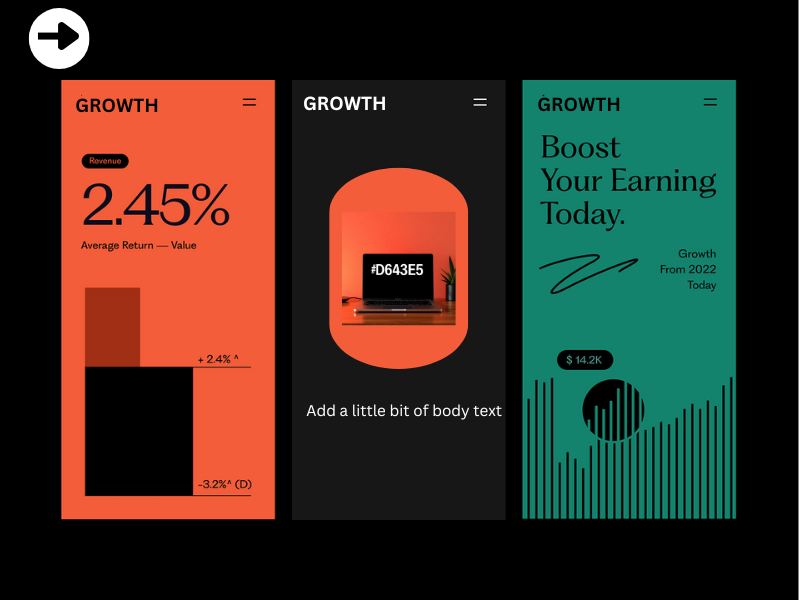 GROWTH
Revenue
2.45%
Average Return — Value
+ 2.4% ^
-3.2%^ (D)
GROWTH
#D643E5
Add a little bit of body text
GROWTH
Boost
Your Earning
Today.
Growth
From 2022
Today
$ 14.2K